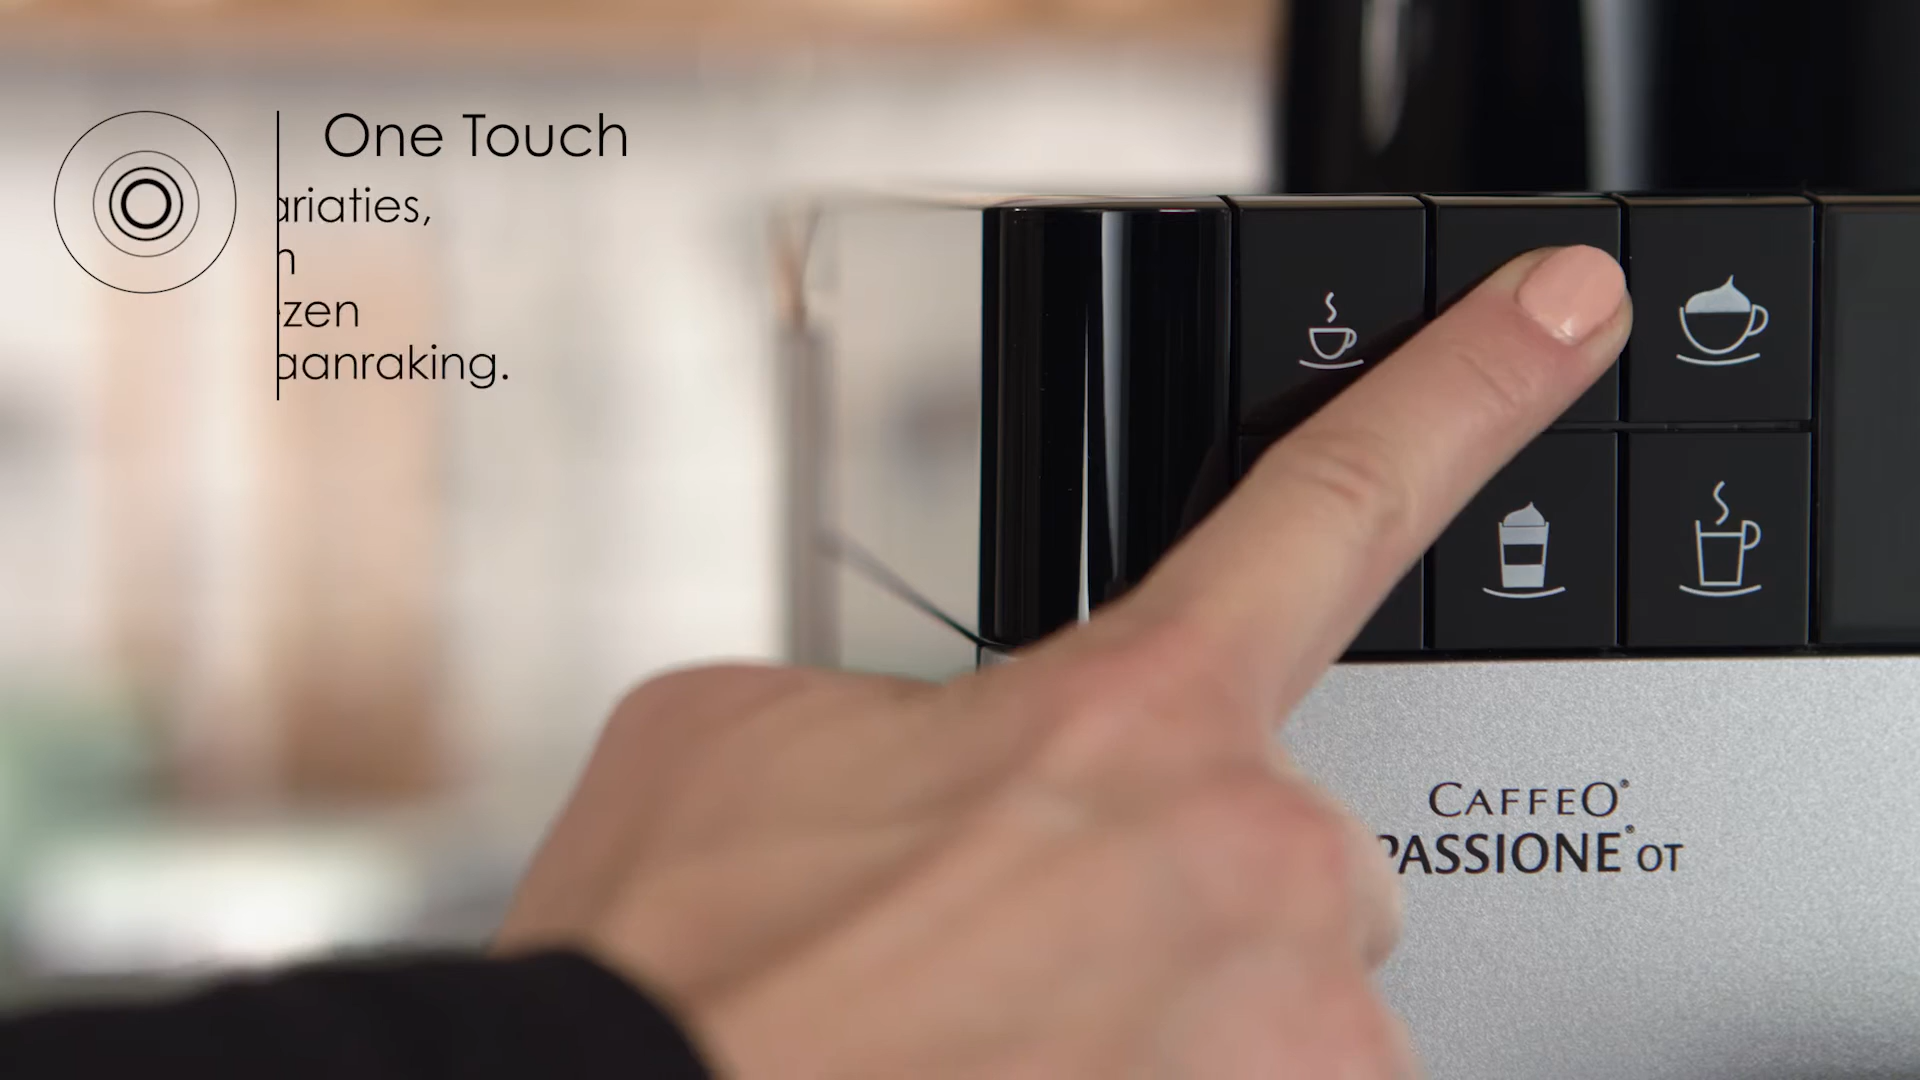 One Touch
ariaties,
n
zen
aanraking.
CAFFEO®
PASSIONE® OT